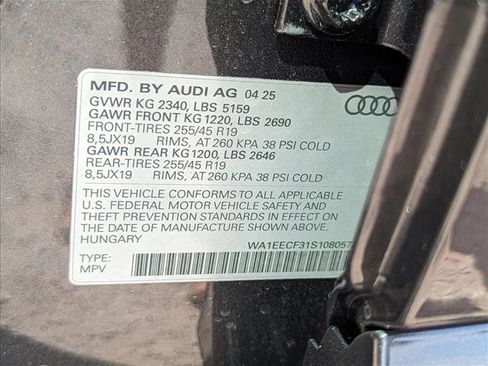 MFD. BY AUDI AG 04 25
GVWR KG 2340, LBS 5159
GAWR FRONT KG 1220, LBS 2690
FRONT-TIRES 255/45 R19
8,5JX19 RIMS, AT 260 KPA 38 PSI COLD
GAWR REAR KG1200, LBS 2646
REAR-TIRES 255/45 R19
8,5JX19 RIMS, AT 260 KPA 38 PSI COLD
THIS VEHICLE CONFORMS TO ALL APPLICABLE
U.S. FEDERAL MOTOR VEHICLE SAFETY AND
THEFT PREVENTION STANDARDS IN EFFECT ON
THE DATE OF MANUFACTURE SHOWN ABOVE.
HUNGARY
WA1EECF31S108057
TYPE:
MPV